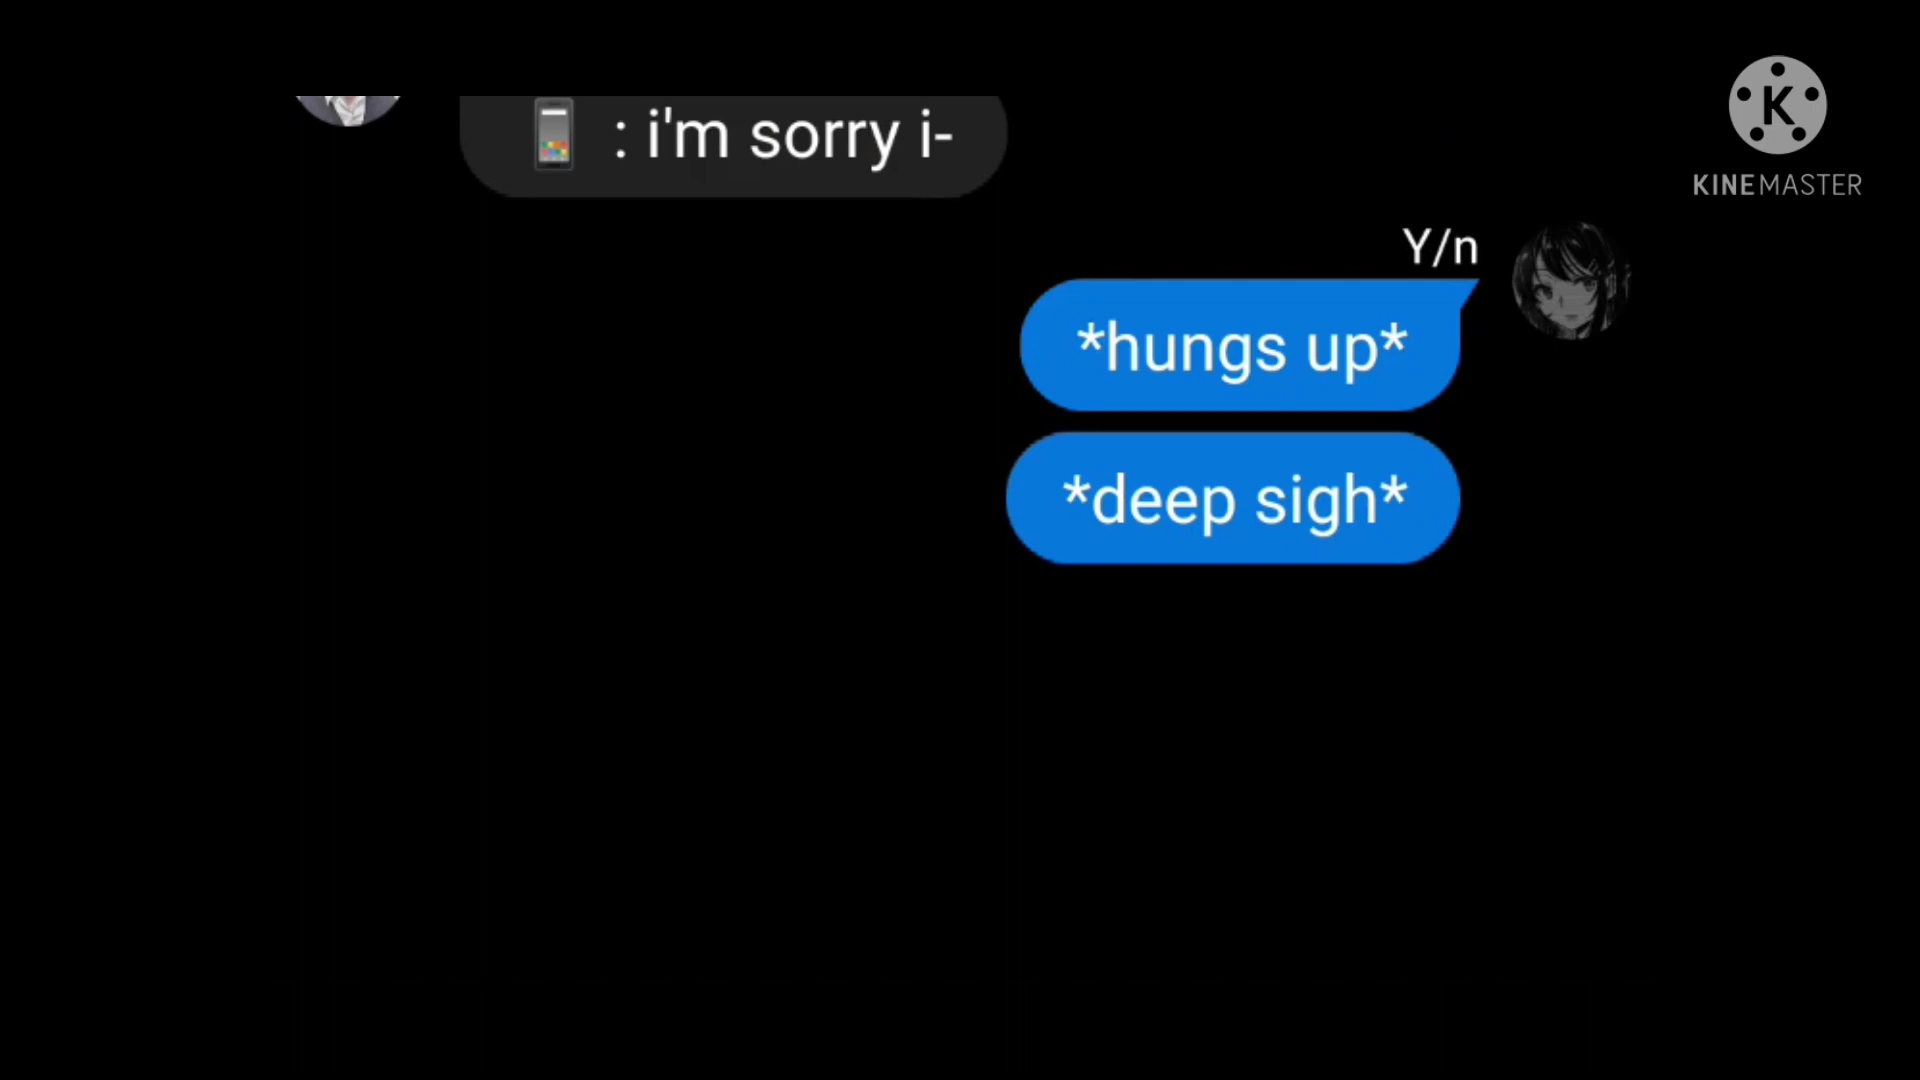 📱 : i'm sorry i-
Y/n
*hungs up*
*deep sigh*
K
KINEMASTER